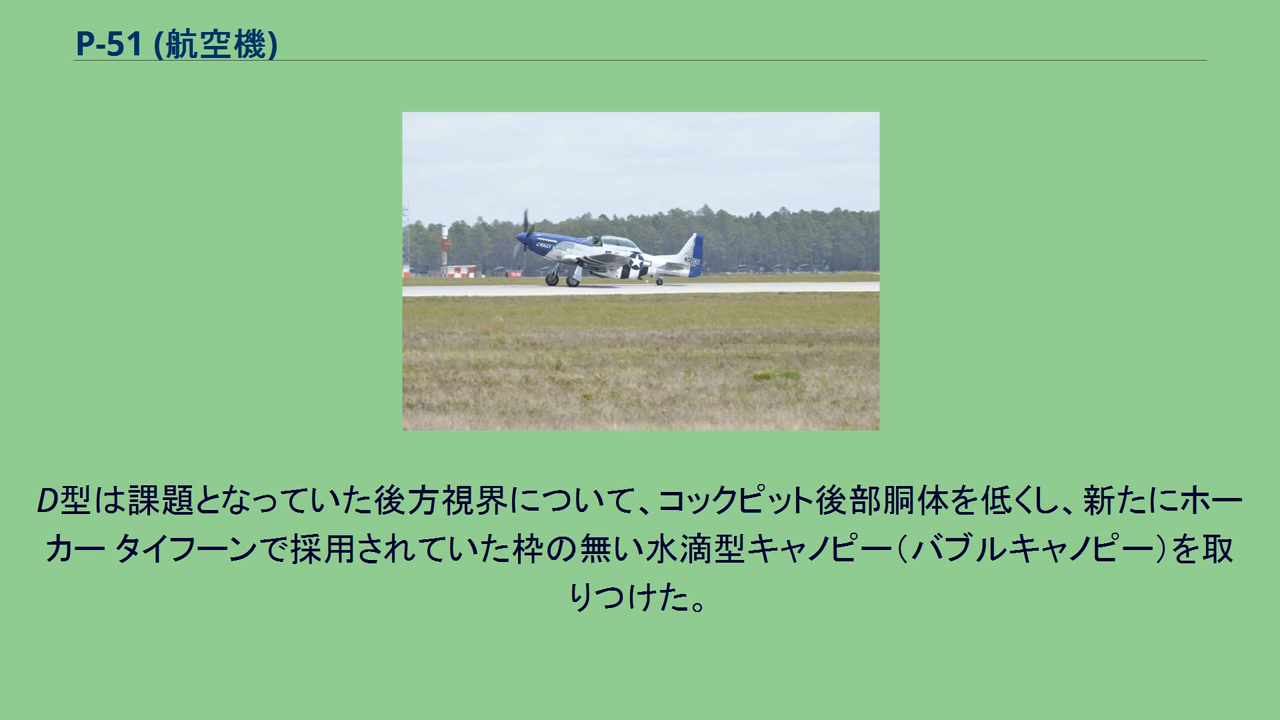 P-51 (航空機)
D型は課題となっていた後方視界について、コックピット後部胴体を低くし、新たにホー
カー タイフーンで採用されていた枠の無い水滴型キャノピー（バブルキャノピー）を取
りつけた。